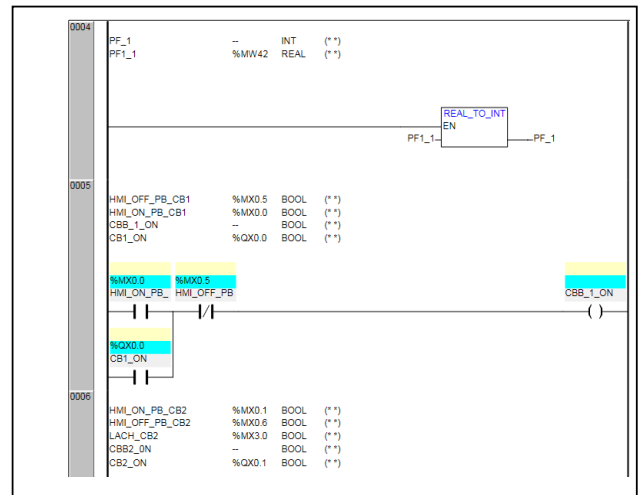 0004
PF_1 -- INT (* *)
PF1_1 %MW42 REAL (* *)
REAL_TO_INT
EN
PF1_1 PF_1
0005
HMI_OFF_PB_CB1 %MX0.5 BOOL (* *)
HMI_ON_PB_CB1 %MX0.0 BOOL (* *)
CBB_1_ON -- BOOL (* *)
CB1_ON %QX0.0 BOOL (* *)
%MX0.0 %MX0.5
HMI_ON_PB_ HMI_OFF_PB CBB_1_ON
%QX0.0
CB1_ON
0006
HMI_ON_PB_CB2 %MX0.1 BOOL (* *)
HMI_OFF_PB_CB2 %MX0.6 BOOL (* *)
LACH_CB2 %MX3.0 BOOL (* *)
CBB2_0N -- BOOL (* *)
CB2_ON %QX0.1 BOOL (* *)